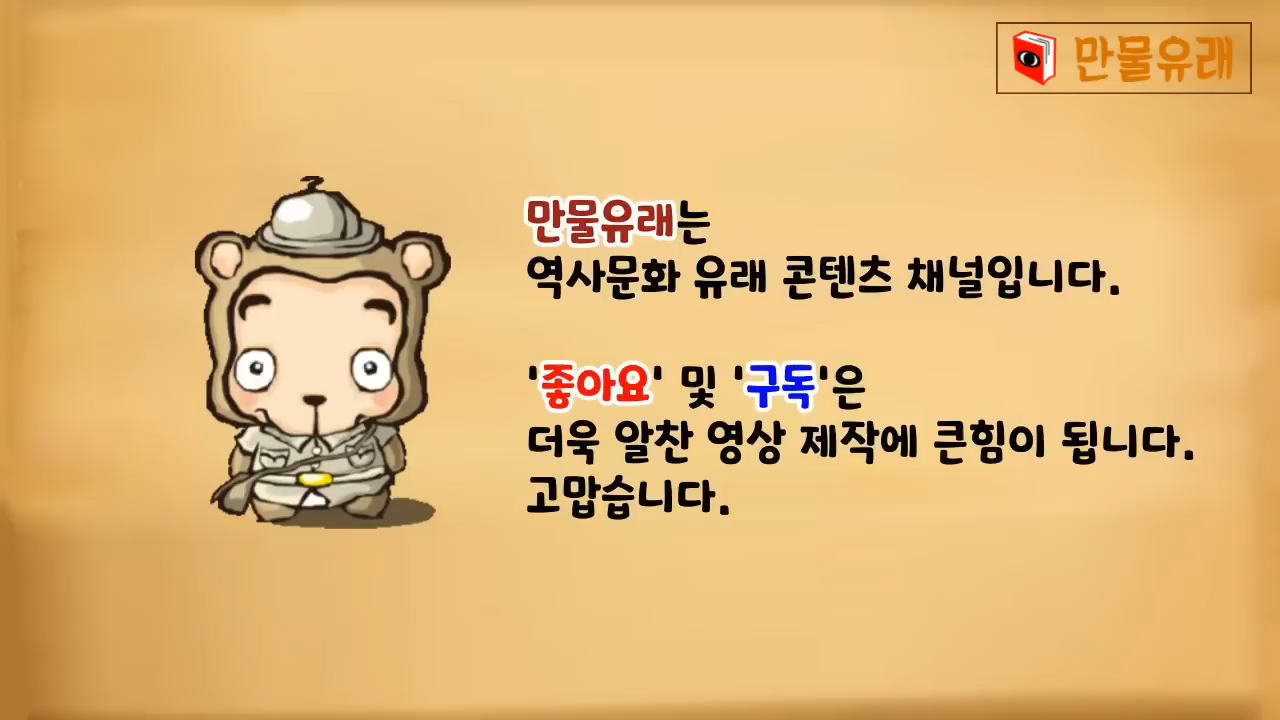 만물유래
만물유래는
역사문화 유래 콘텐츠 채널입니다.
'좋아요' 및 '구독'은
더욱 알찬 영상 제작에 큰힘이 됩니다.
고맙습니다.